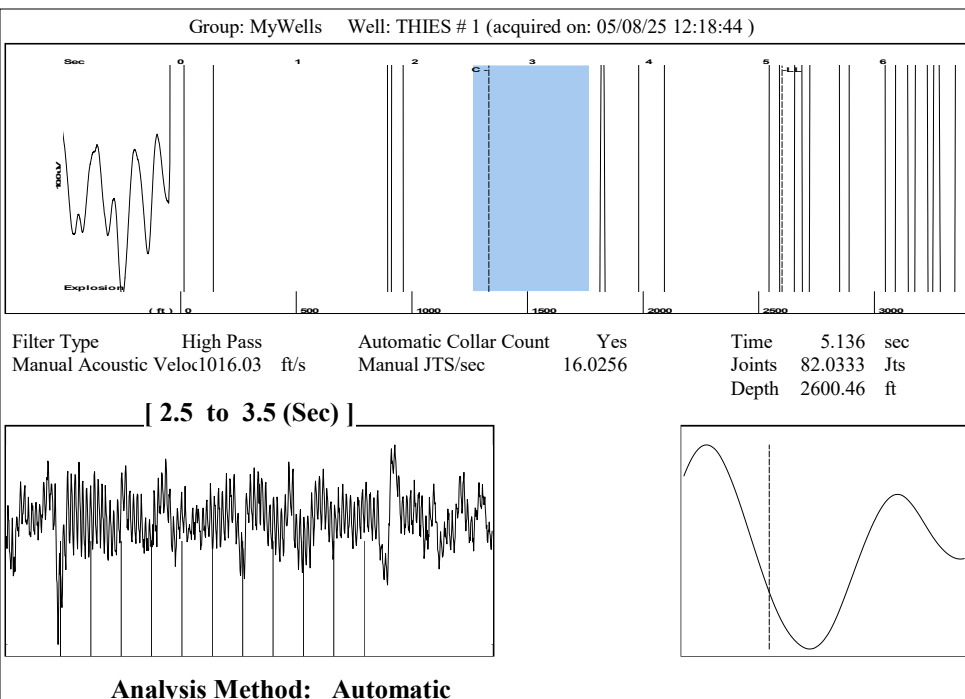 Group: MyWells Well: THIES # 1 (acquired on: 05/08/25 12:18:44 )
Sec 0 1 2 3 4 5 6
C LL
100uV
Explosion
( ft ) 0 500 1000 1500 2000 2500 3000
Filter Type High Pass Automatic Collar Count Yes Time 5.136 sec
Manual Acoustic Veloc1016.03 ft/s Manual JTS/sec 16.0256 Joints 82.0333 Jts
Depth 2600.46 ft
[ 2.5 to 3.5 (Sec) ]
Analysis Method: Automatic